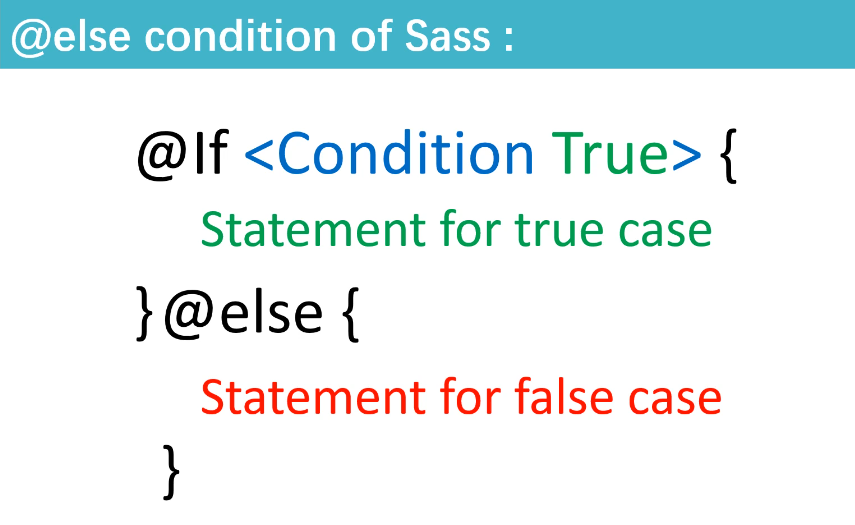 @else condition of Sass :
@If <Condition True> {
Statement for true case
}@else {
Statement for false case
}